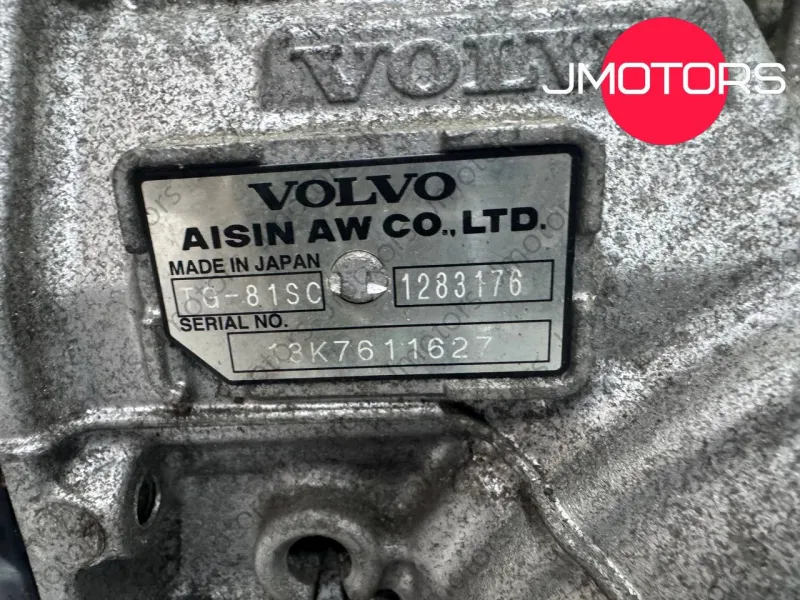 VOLVO
JMOTORS
VOLVO
AISIN AW CO.,LTD.
MADE IN JAPAN
TG-81SC 1283176
SERIAL NO.
13K7611627